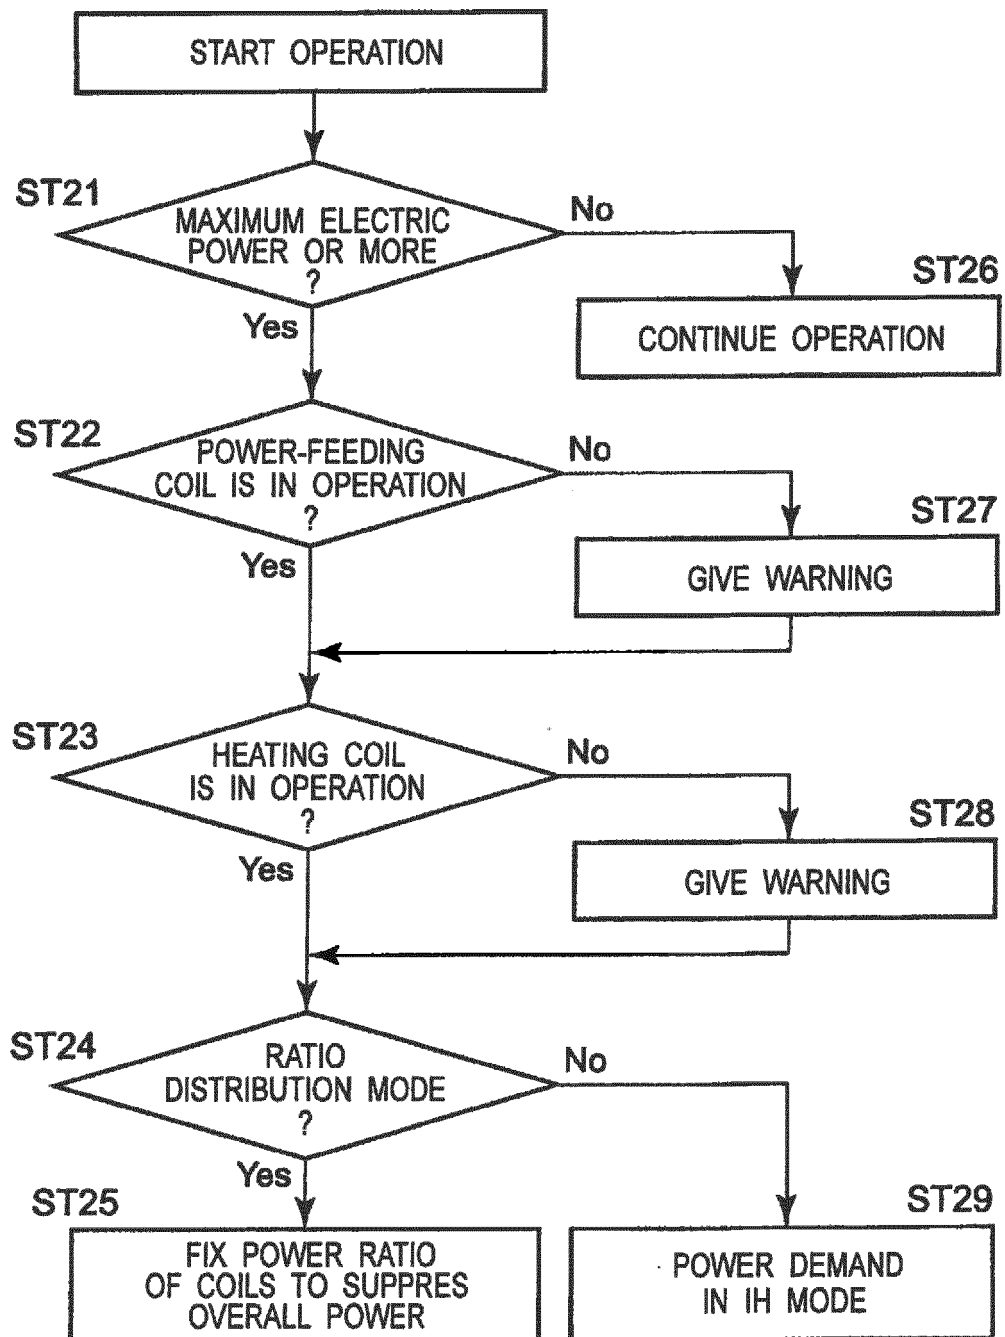 START OPERATION
ST21
MAXIMUM ELECTRIC
POWER OR MORE
?
No
Yes
ST26
CONTINUE OPERATION
ST22
POWER-FEEDING
COIL IS IN OPERATION
?
No
Yes
ST27
GIVE WARNING
ST23
HEATING COIL
IS IN OPERATION
?
No
Yes
ST28
GIVE WARNING
ST24
RATIO
DISTRIBUTION MODE
?
No
Yes
ST25
FIX POWER RATIO
OF COILS TO SUPPRES
OVERALL POWER
ST29
POWER DEMAND
IN IH MODE